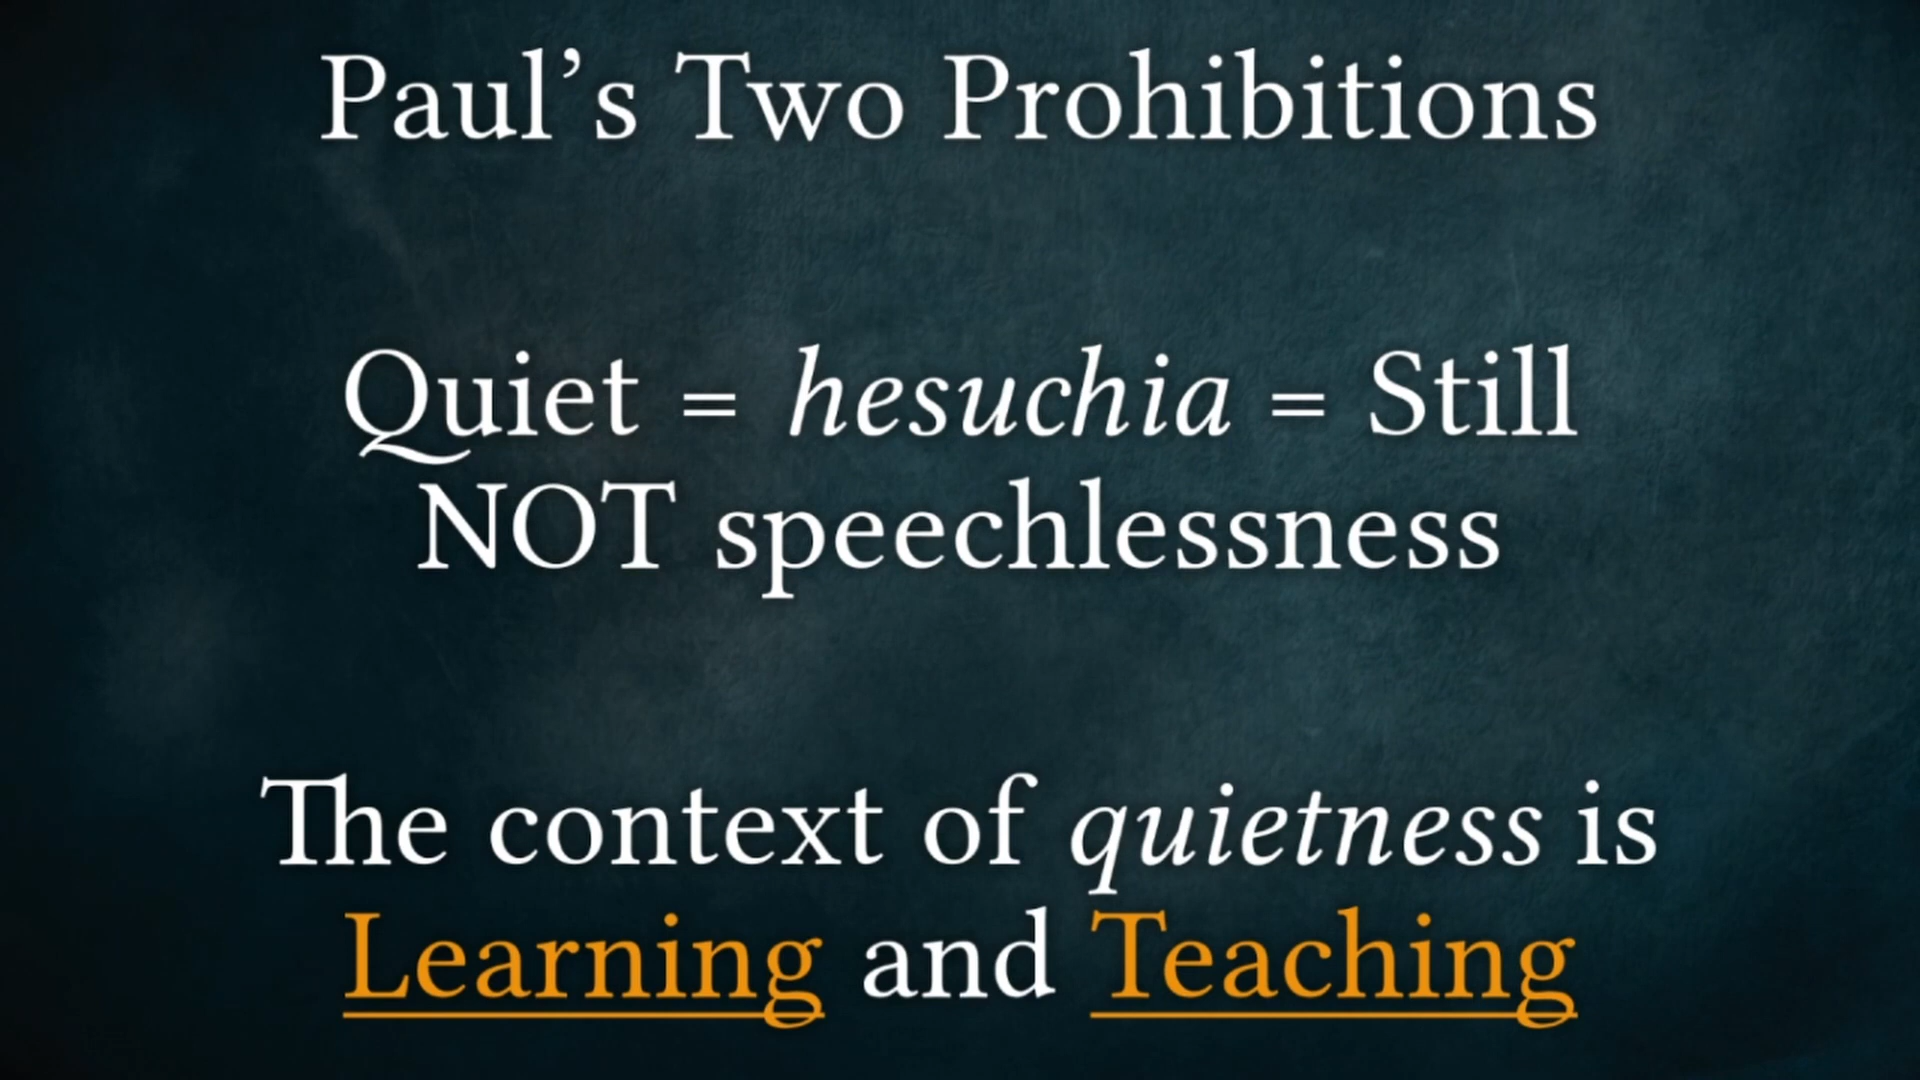 Paul’s Two Prohibitions
Quiet = hesuchia = Still
NOT speechlessness
The context of quietness is
Learning and Teaching